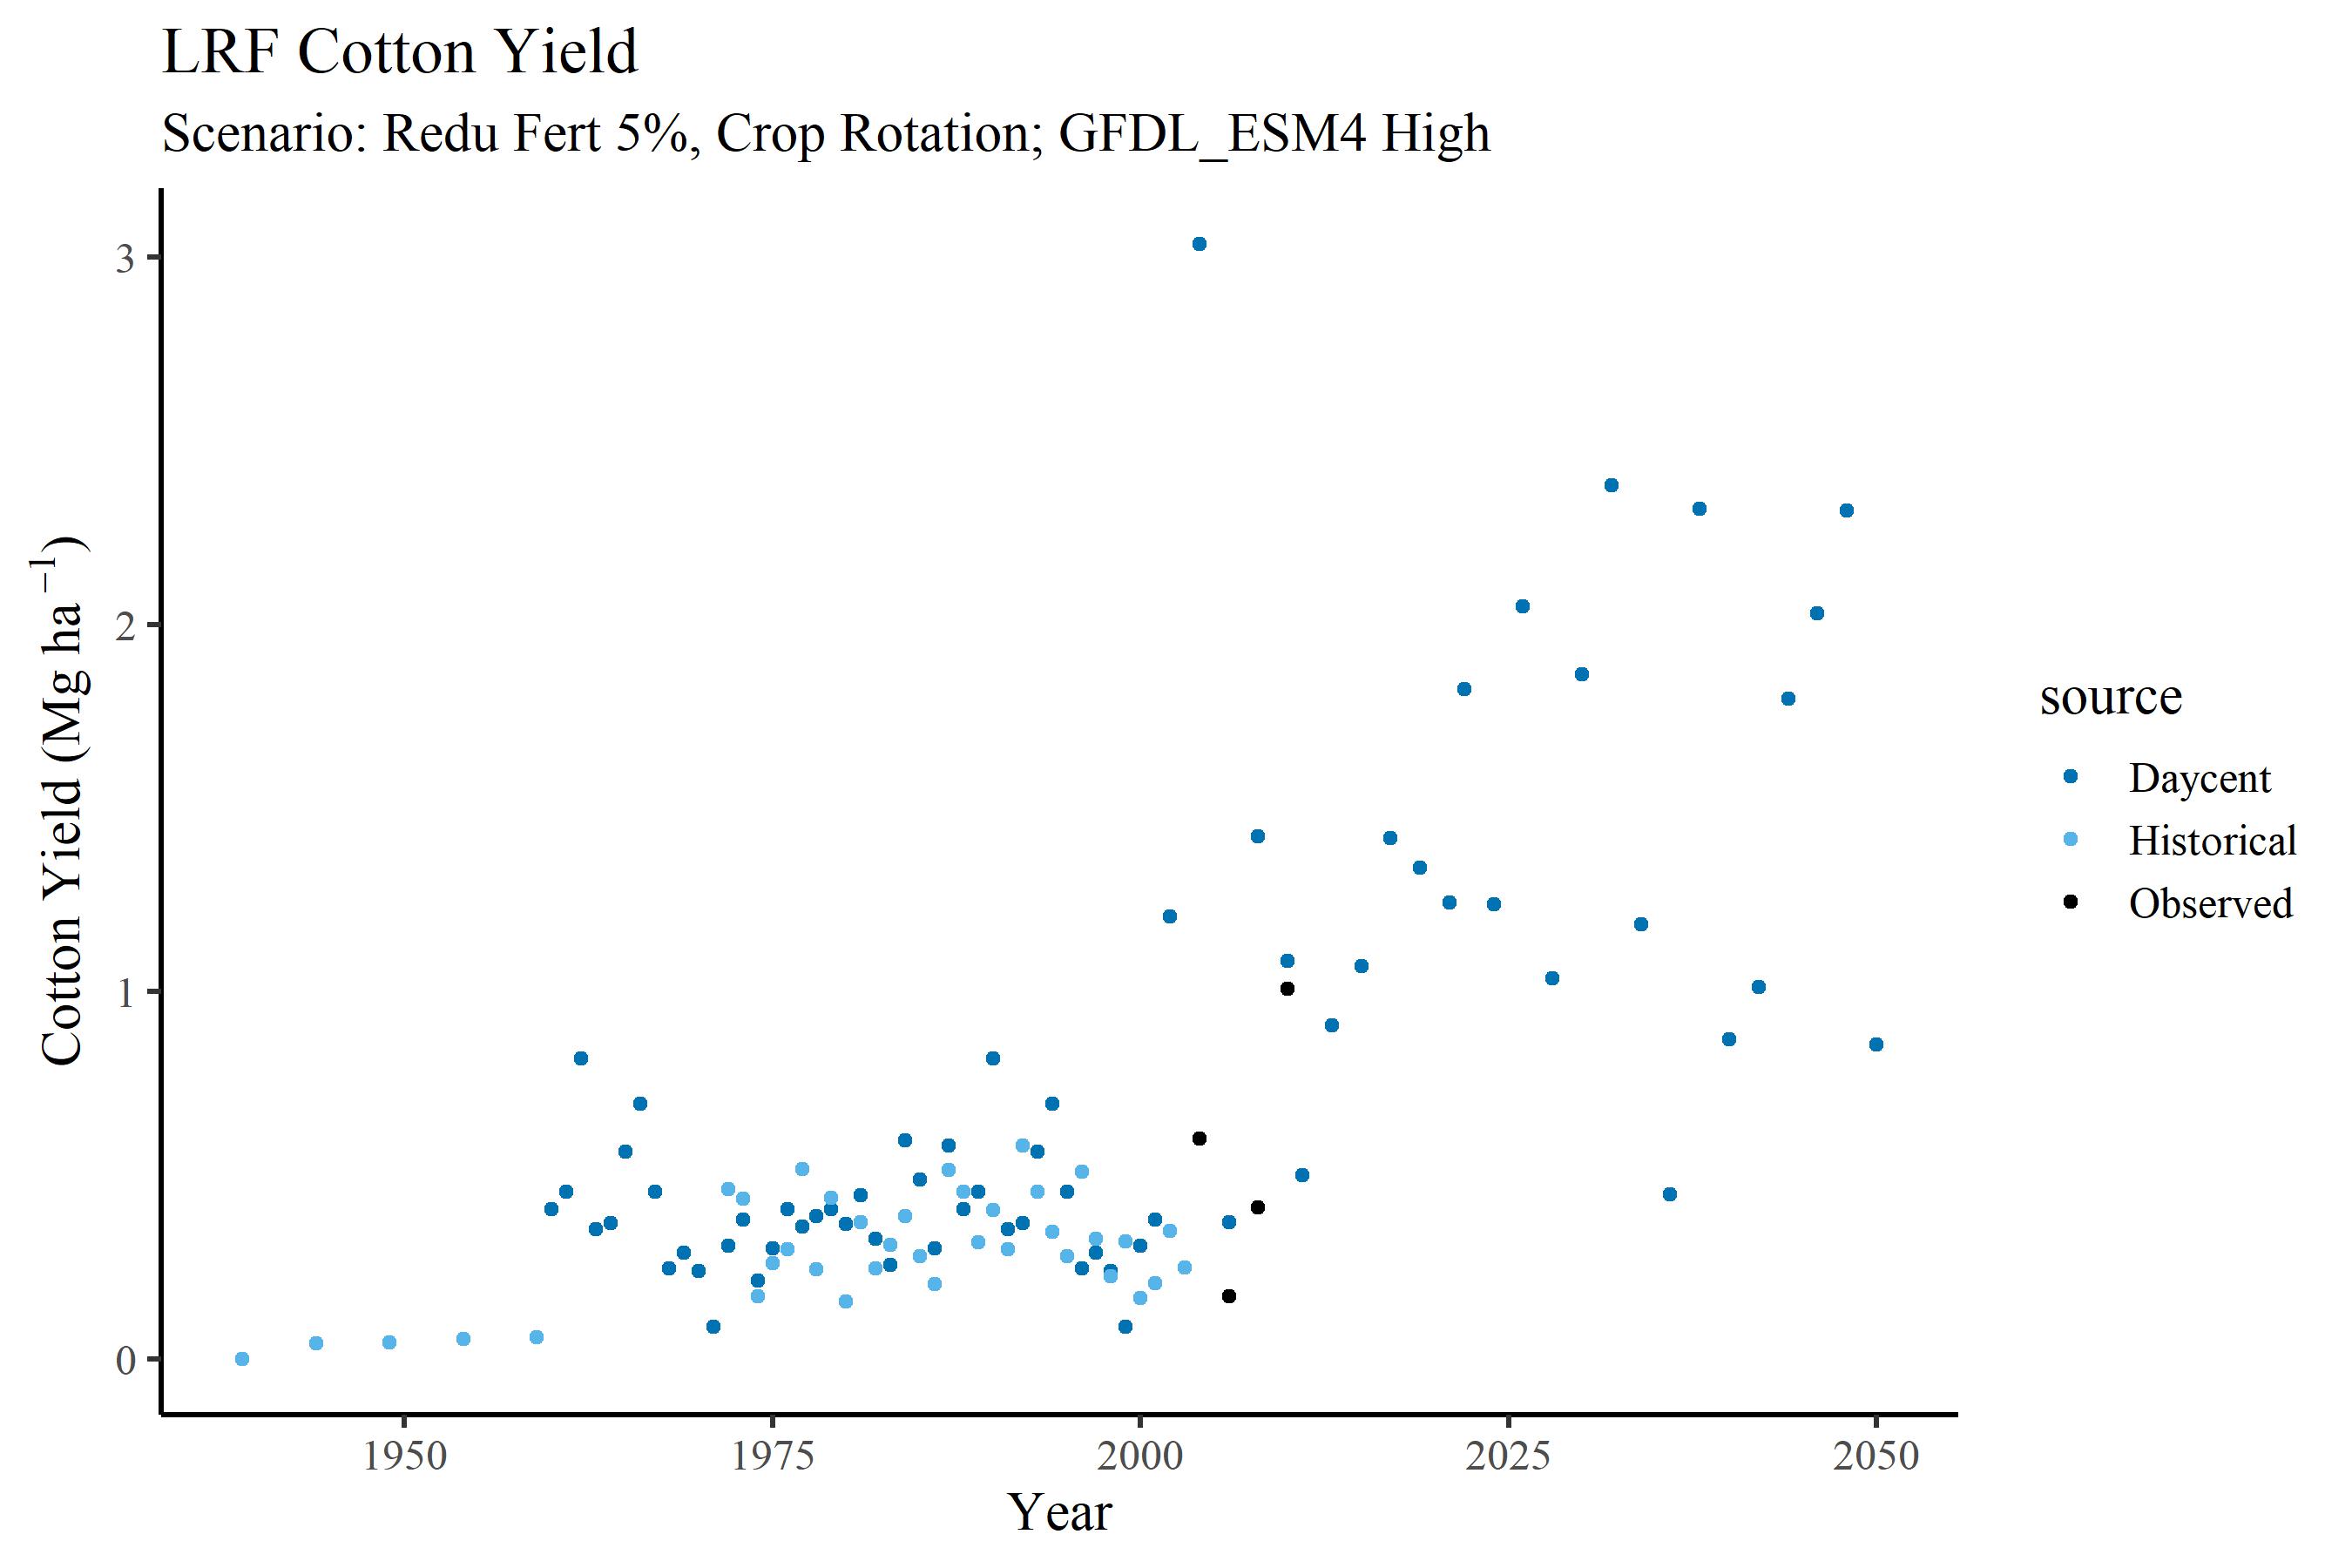 LRF Cotton Yield
Scenario: Redu Fert 5%, Crop Rotation; GFDL_ESM4 High
Cotton Yield (Mg ha⁻¹)
3
2
1
0
1950 1975 2000 2025 2050
Year
source
Daycent
Historical
Observed